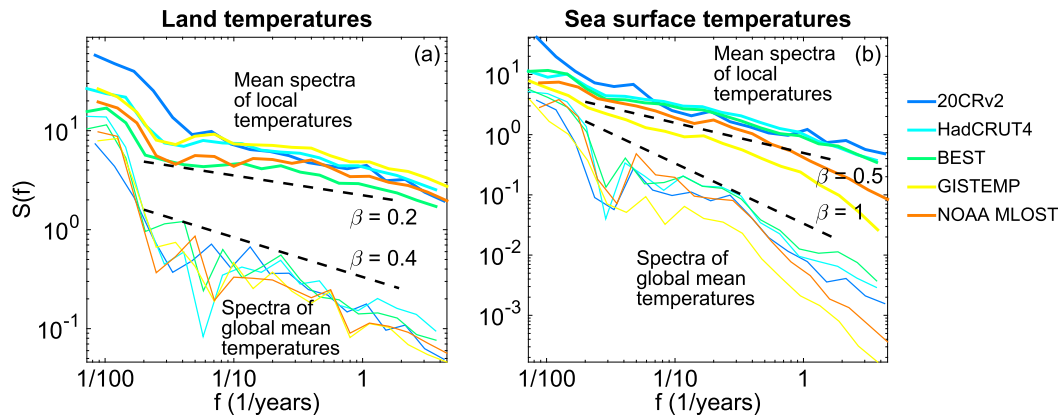 Land temperatures
Sea surface temperatures
(a)
Mean spectra
of local
temperatures
10¹
10⁰
10⁻¹
S(f)
β = 0.2
β = 0.4
Spectra of
global mean
temperatures
1/100
1/10
1
f (1/years)
(b)
Mean spectra
of local
temperatures
10¹
10⁰
10⁻¹
10⁻²
10⁻³
β = 0.5
β = 1
Spectra of
global mean
temperatures
1/100
1/10
1
f (1/years)
20CRv2
HadCRUT4
BEST
GISTEMP
NOAA MLOST